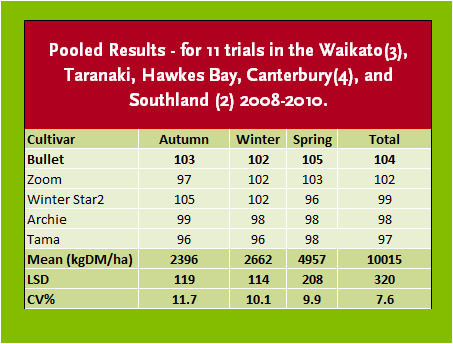 Pooled Results - for 11 trials in the Waikato(3),
Taranaki, Hawkes Bay, Canterbury(4), and
Southland (2) 2008-2010.
Cultivar Autumn Winter Spring Total
Bullet 103 102 105 104
Zoom 97 102 103 102
Winter Star2 105 102 96 99
Archie 99 98 98 98
Tama 96 96 98 97
Mean (kgDM/ha) 2396 2662 4957 10015
LSD 119 114 208 320
CV% 11.7 10.1 9.9 7.6